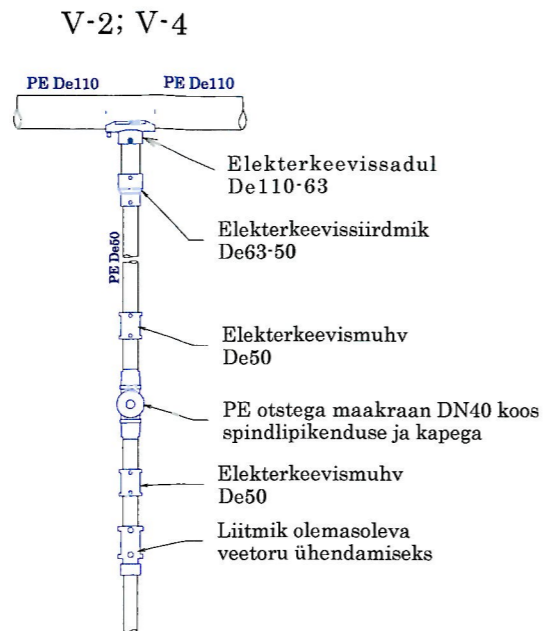 V-2; V-4
PE De110 PE De110
Elekterkeevissadul
De110-63
Elekterkeevissiirdmik
De63-50
PE De50
Elekterkeevismuhv
De50
PE otstega maakraan DN40 koos
spindlipikenduse ja kapega
Elekterkeevismuhv
De50
Liitmik olemasoleva
veetoru ühendamiseks